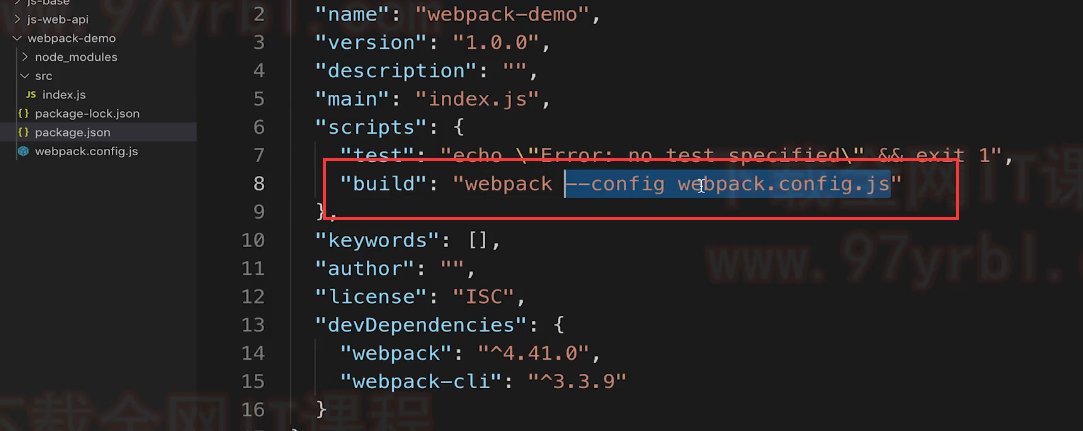 js-base
js-web-api
webpack-demo
node_modules
src
JS index.js
{} package-lock.json
{} package.json
webpack.config.js
2 "name": "webpack-demo",
3 "version": "1.0.0",
4 "description": "",
5 "main": "index.js",
6 "scripts": {
7 "test": "echo \"Error: no test specified\" && exit 1",
8 "build": "webpack --config webpack.config.js"
9 },
10 "keywords": [],
11 "author": "",
12 "license": "ISC",
13 "devDependencies": {
14 "webpack": "^4.41.0",
15 "webpack-cli": "^3.3.9"
16 }
下载全网IT课
www.97yrbl.
下载全网IT课程